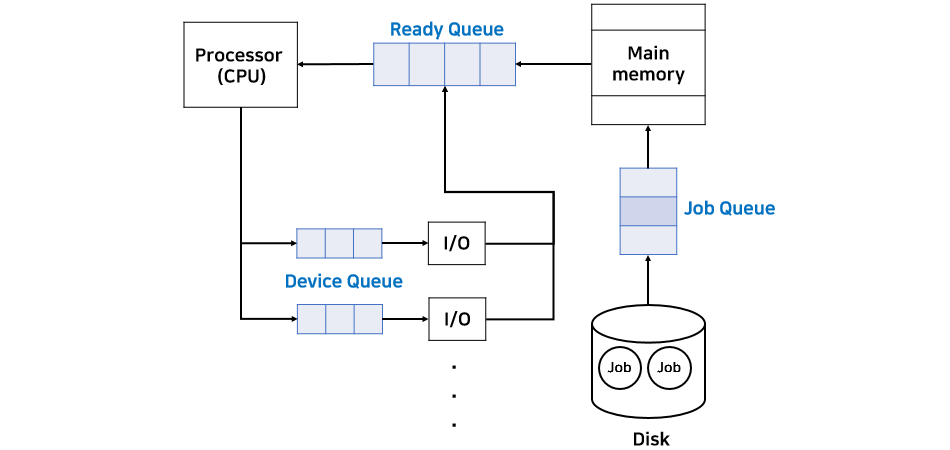 Ready Queue
Processor
(CPU)
Main
memory
Job Queue
I/O
Device Queue
I/O
Job
Job
Disk